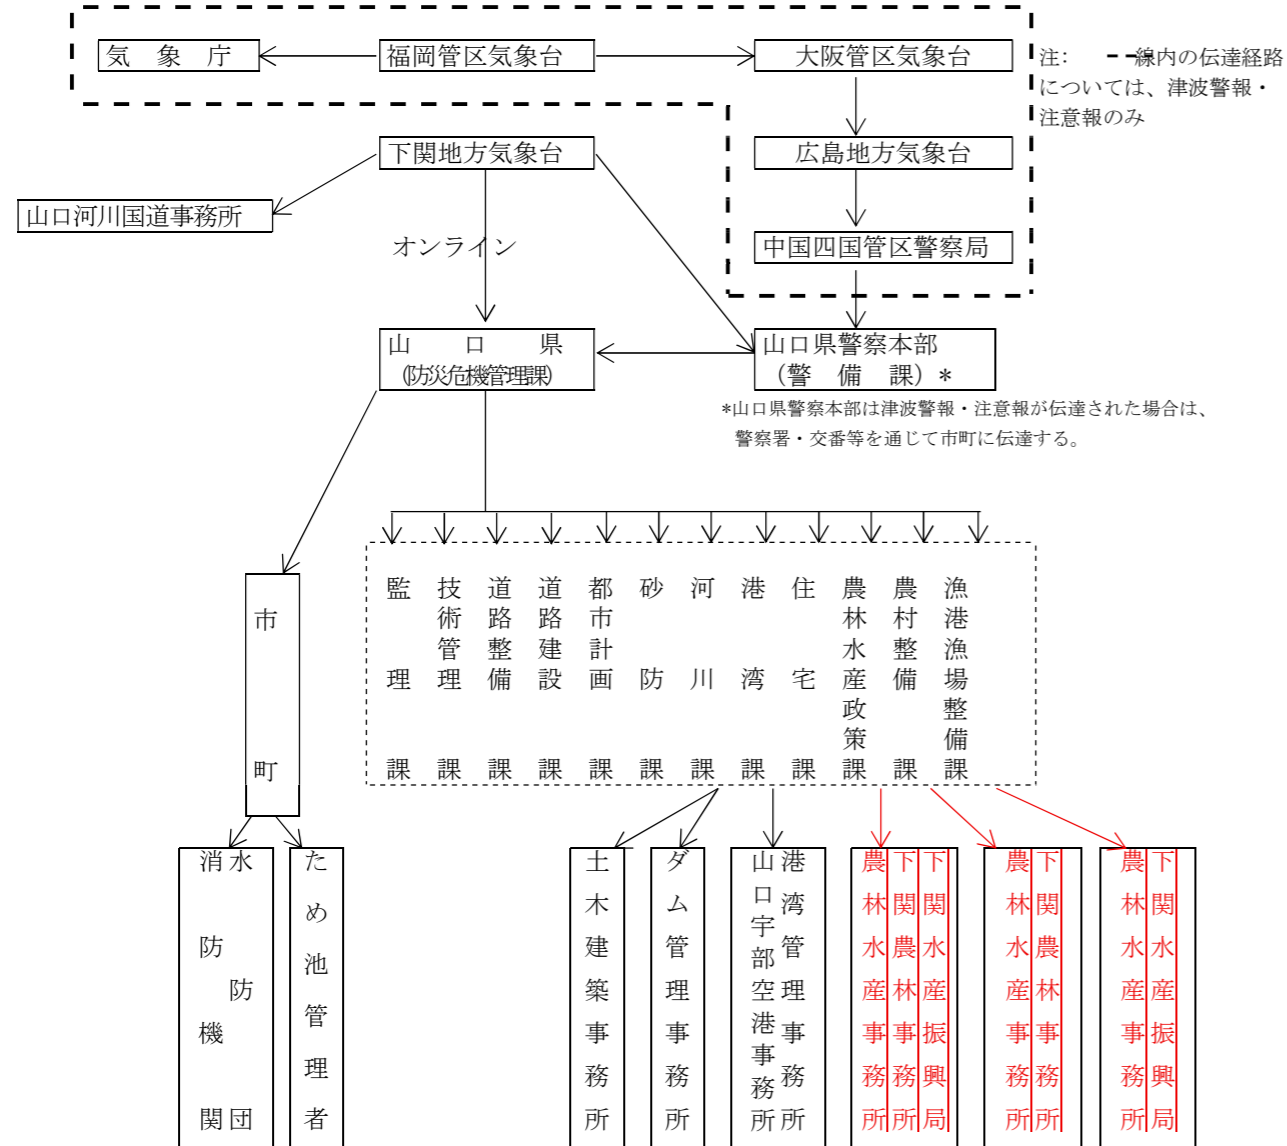 気 象 庁
福岡管区気象台
大阪管区気象台
注: 線内の伝達経路
については、津波警報・
注意報のみ
下関地方気象台
広島地方気象台
山口河川国道事務所
オンライン
中国四国管区警察局
山 口 県
(防災危機管理課)
山口県警察本部
(警 備 課)*
*山口県警察本部は津波警報・注意報が伝達された場合は、
警察署・交番等を通じて市町に伝達する。
市町
監理課
技術管理課
道路整備課
道路建設課
都市計画課
砂防課
河川課
港湾課
住宅課
農林水産政策課
農村整備課
漁港漁場整備課
水防団
消防機関
ため池管理者
土木建築事務所
ダム管理事務所
港湾管理事務所
山口宇部空港事務所
下関水産振興局
下関農林事務所
農林水産事務所
下関農林事務所
農林水産事務所
下関水産振興局
農林水産事務所